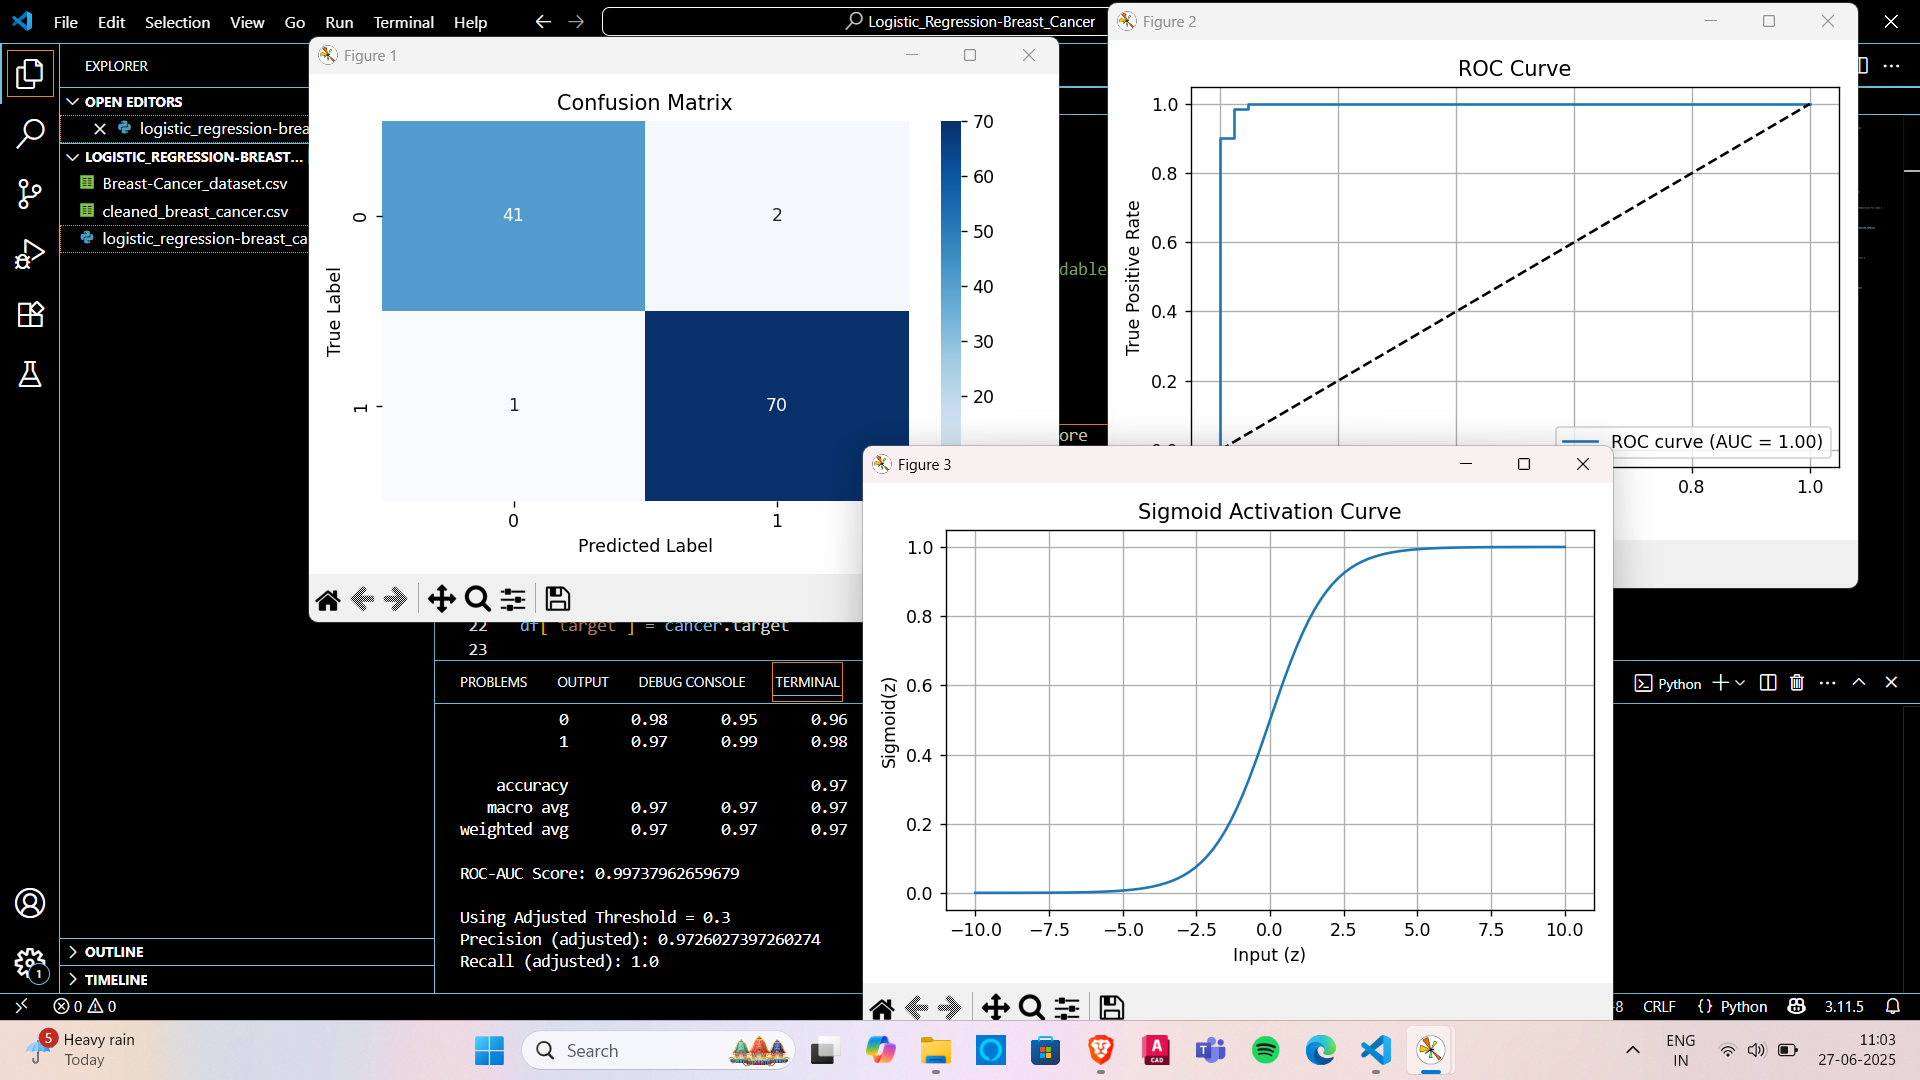 File Edit Selection View Go Run Terminal Help
Logistic_Regression-Breast_Cancer
EXPLORER
OPEN EDITORS
logistic_regression-brea
LOGISTIC_REGRESSION-BREAST...
Breast-Cancer_dataset.csv
cleaned_breast_cancer.csv
logistic_regression-breast_ca
OUTLINE
TIMELINE
Figure 1
Confusion Matrix
True Label
0
1
41
2
1
70
0
1
Predicted Label
70
60
50
40
30
20
dable
ore
Figure 2
ROC Curve
True Positive Rate
1.0
0.8
0.6
0.4
0.2
ROC curve (AUC = 1.00)
0.8 1.0
Figure 3
Sigmoid Activation Curve
Sigmoid(z)
1.0
0.8
0.6
0.4
0.2
0.0
−10.0 −7.5 −5.0 −2.5 0.0 2.5 5.0 7.5 10.0
Input (z)
22 df['target'] = cancer.target
23
PROBLEMS OUTPUT DEBUG CONSOLE TERMINAL
Python
0 0.98 0.95 0.96
1 0.97 0.99 0.98
accuracy 0.97
macro avg 0.97 0.97 0.97
weighted avg 0.97 0.97 0.97
ROC-AUC Score: 0.99737962659679
Using Adjusted Threshold = 0.3
Precision (adjusted): 0.9726027397260274
Recall (adjusted): 1.0
1
0 0
-8 CRLF {} Python 3.11.5
5
Heavy rain
Today
Search
A
CAD
ENG
IN
11:03
27-06-2025